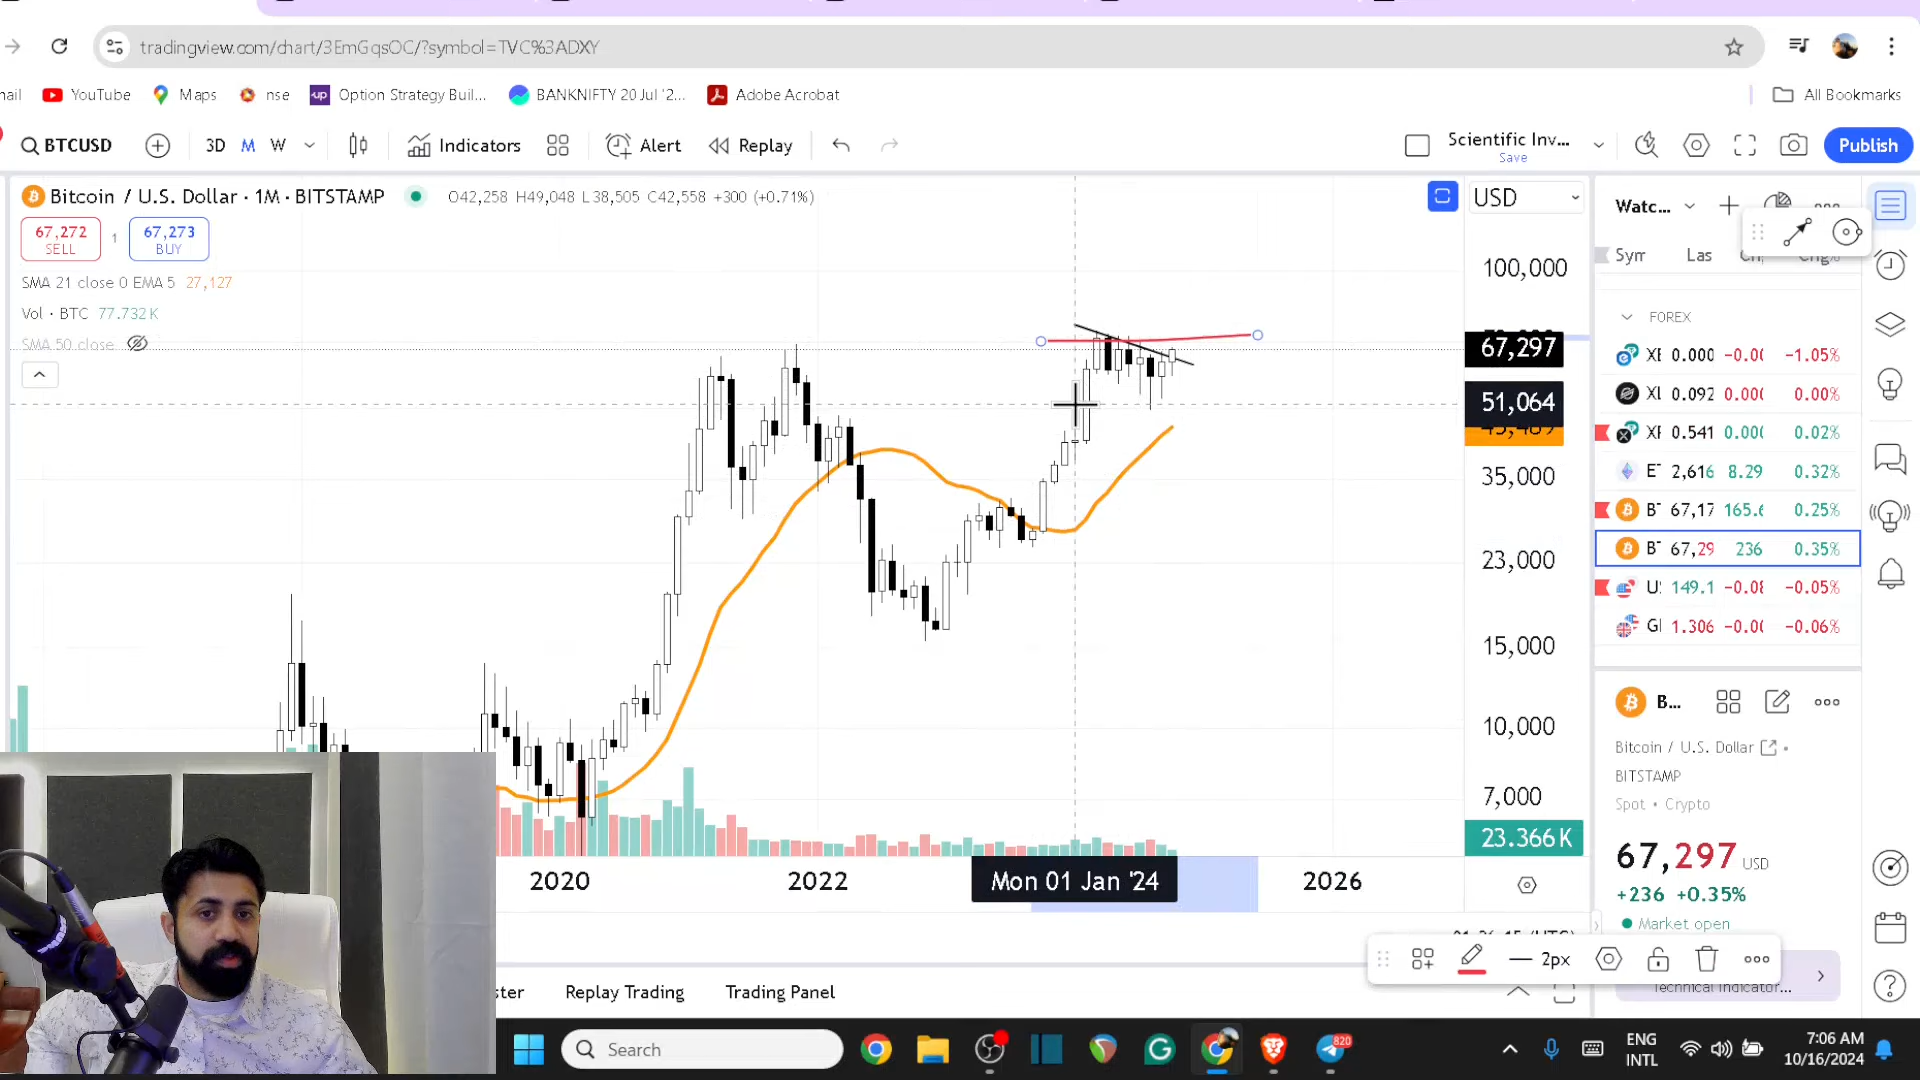 tradingview.com/chart/3EmGqsOC/?symbol=TVC%3ADXY
YouTube Maps nse Option Strategy Buil... BANKNIFTY 20 Jul '2... Adobe Acrobat All Bookmarks
BTCUSD 3D M W Indicators Alert Replay Scientific Inv... Save Publish
Bitcoin / U.S. Dollar · 1M · BITSTAMP O42,258 H49,048 L38,505 C42,558 +300 (+0.71%) USD
67,272 SELL 1 67,273 BUY
SMA 21 close 0 EMA 5 27,127
Vol · BTC 77.732 K
SMA 50 close
100,000
67,297
51,064
35,000
23,000
15,000
10,000
7,000
23.366 K
2020 2022 Mon 01 Jan '24 2026
2px
Replay Trading Trading Panel
Watc...
FOREX
0.000 -1.05%
0.092 0.000 0.00%
0.541 0.02%
2,616 8.29 0.32%
67,17 0.25%
67,29 236 0.35%
149.1 -0.05%
1.306 -0.06%
B...
Bitcoin / U.S. Dollar
BITSTAMP
Spot • Crypto
67,297 USD
+236 +0.35%
Market open
Technical Indicator...
Search
820
ENG INTL
7:06 AM
10/16/2024